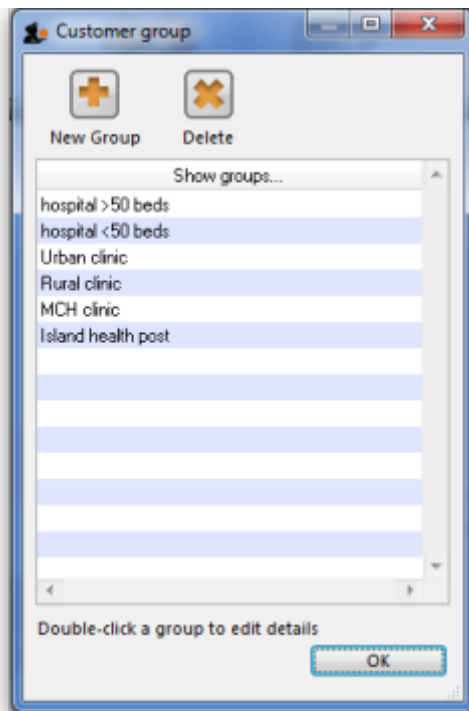 Customer group
New Group Delete
Show groups...
hospital >50 beds
hospital <50 beds
Urban clinic
Rural clinic
MCH clinic
Island health post
Double-click a group to edit details
OK